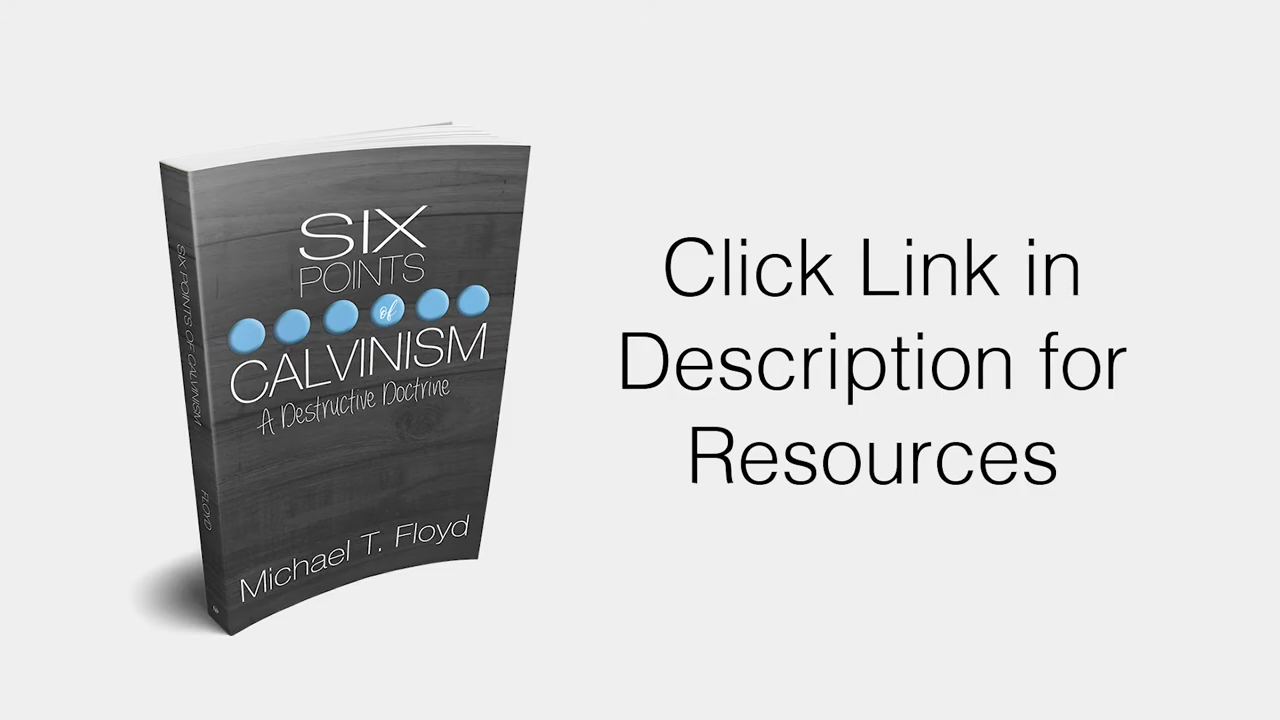 SIX
POINTS
of
CALVINISM
A Destructive Doctrine
Michael T. Floyd
SIX POINTS OF CALVINISM
FLOYD
Click Link in
Description for
Resources